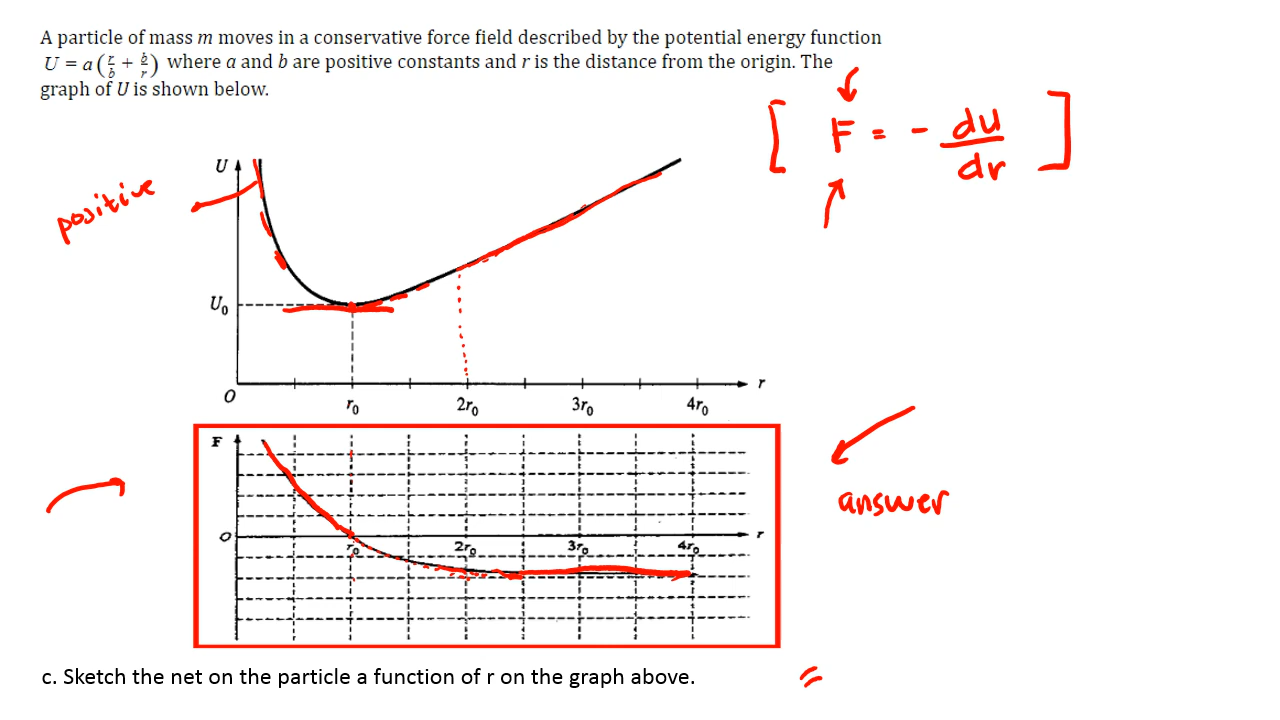 A particle of mass m moves in a conservative force field described by the potential energy function
U = a(r/b + b/r) where a and b are positive constants and r is the distance from the origin. The
graph of U is shown below.
[ F = - du/dr ]
positive
U
U₀
O
r₀ 2r₀ 3r₀ 4r₀
r
F
O
r₀ 2r₀ 3r₀ 4r₀
r
answer
c. Sketch the net on the particle a function of r on the graph above.